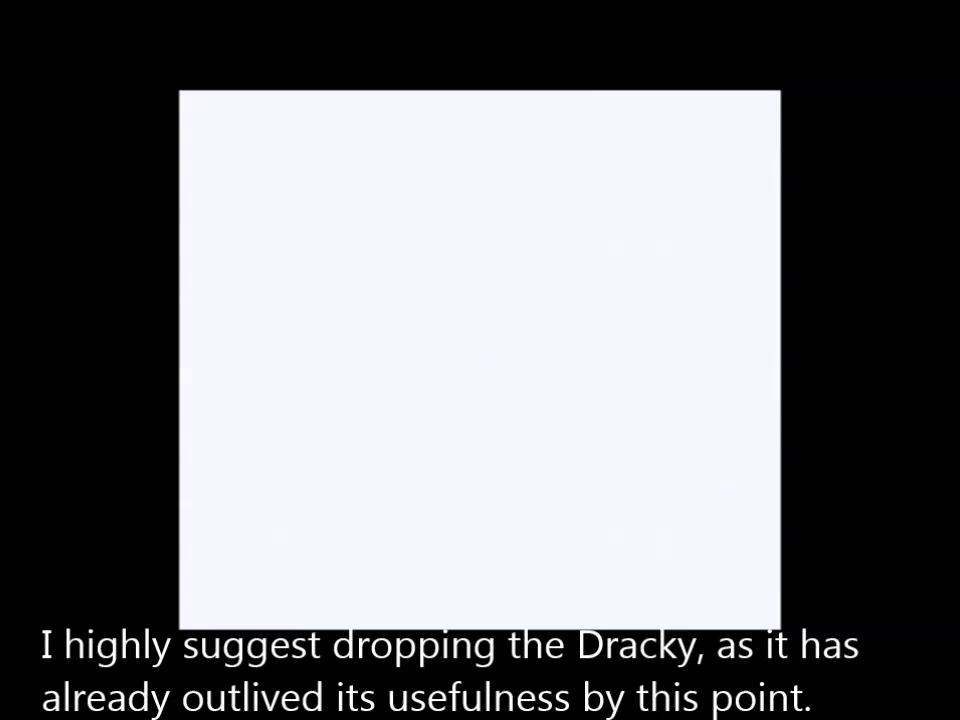 I highly suggest dropping the Dracky, as it has
already outlived its usefulness by this point.